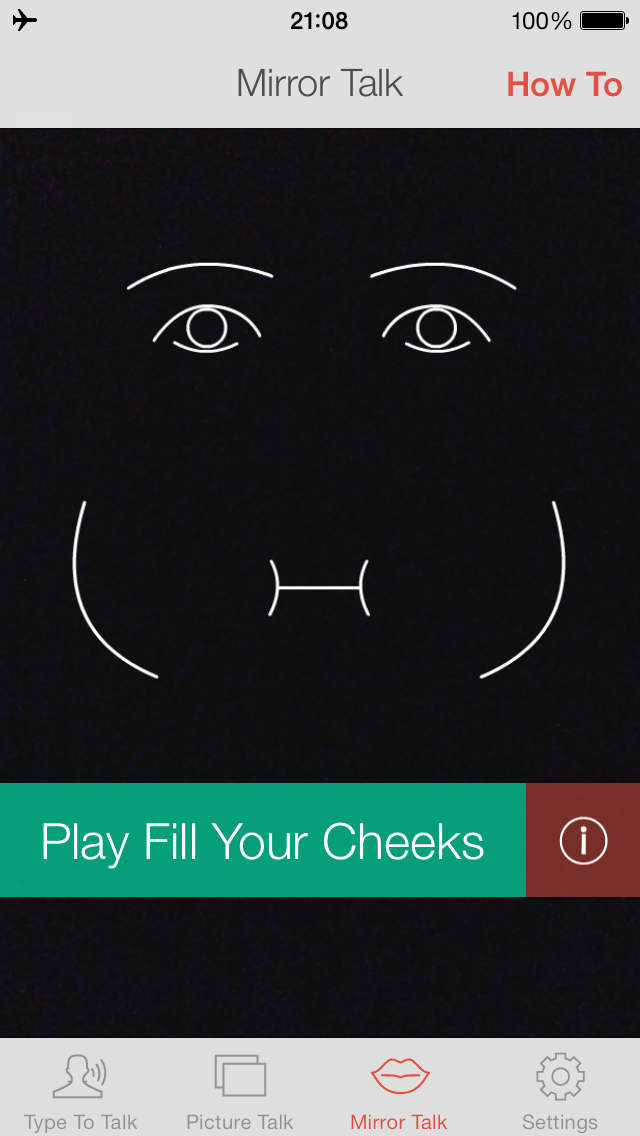 21:08
100%
Mirror Talk
How To
Play Fill Your Cheeks
Type To Talk
Picture Talk
Mirror Talk
Settings